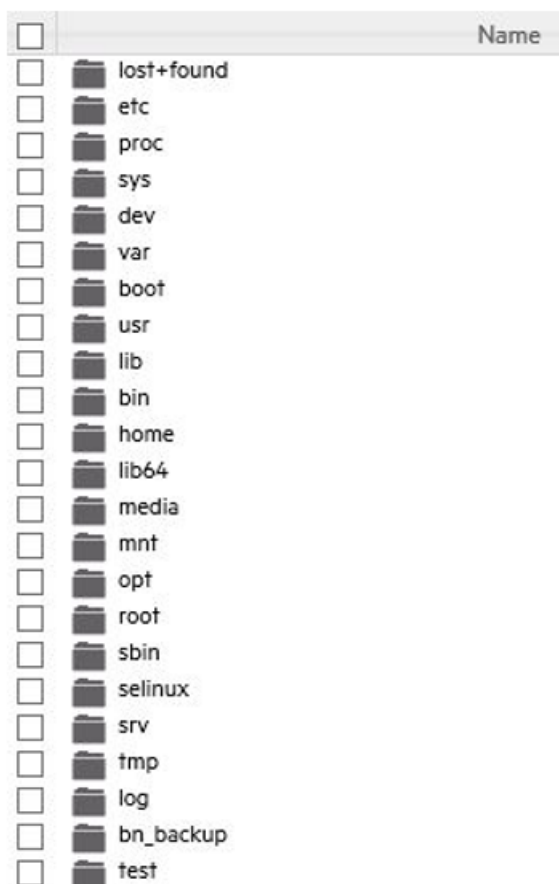 Name
lost+found
etc
proc
sys
dev
var
boot
usr
lib
bin
home
lib64
media
mnt
opt
root
sbin
selinux
srv
tmp
log
bn_backup
test